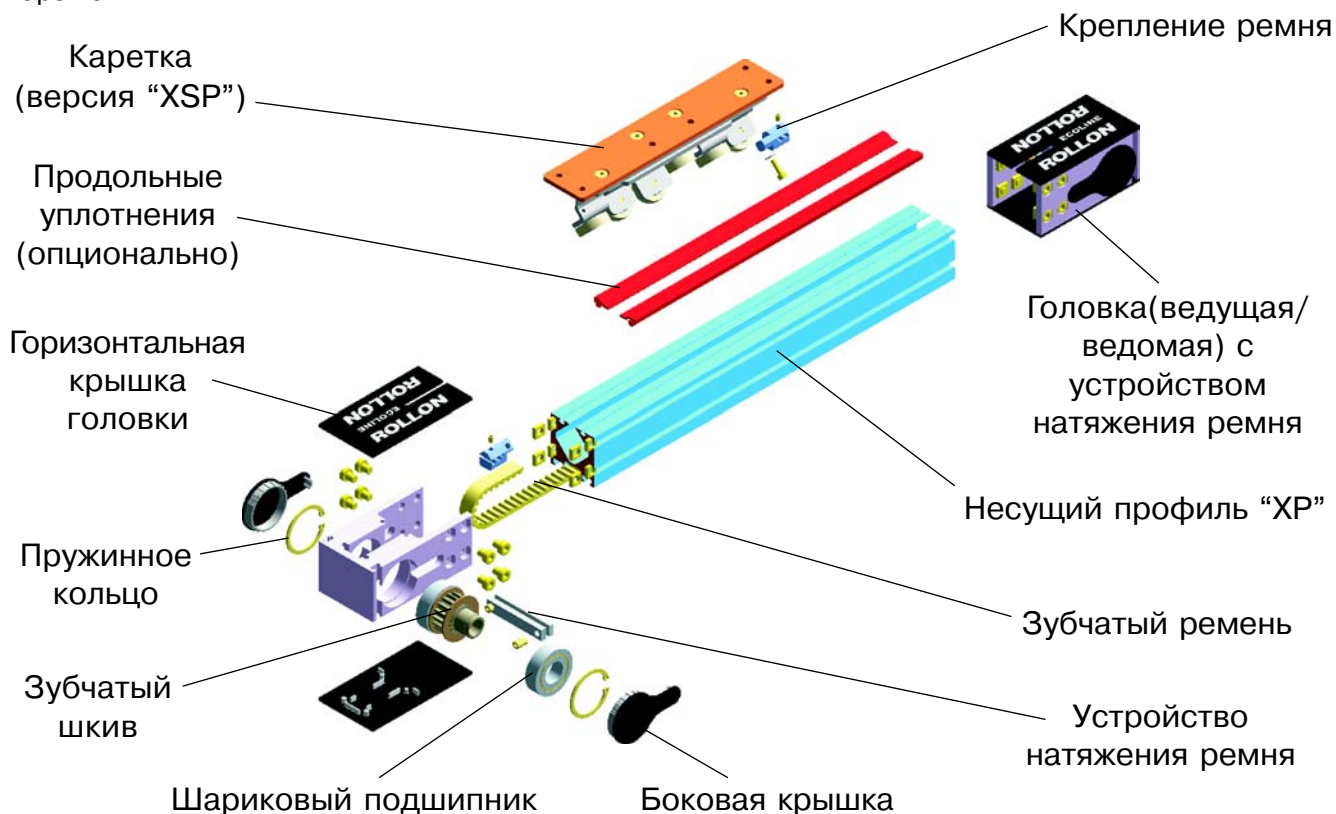 Крепление ремня
Каретка
(версия “XSP”)
ROLLON
ECOLINE
ROLLON
Продольные
уплотнения
(опционально)
Головка(ведущая/
ведомая) с
устройством
натяжения ремня
Горизонтальная
крышка
головки
ROLLON
ECOLINE
ROLLON
Несущий профиль “XP”
Пружинное
кольцо
Зубчатый ремень
Зубчатый
шкив
Устройство
натяжения ремня
Шариковый подшипник
Боковая крышка